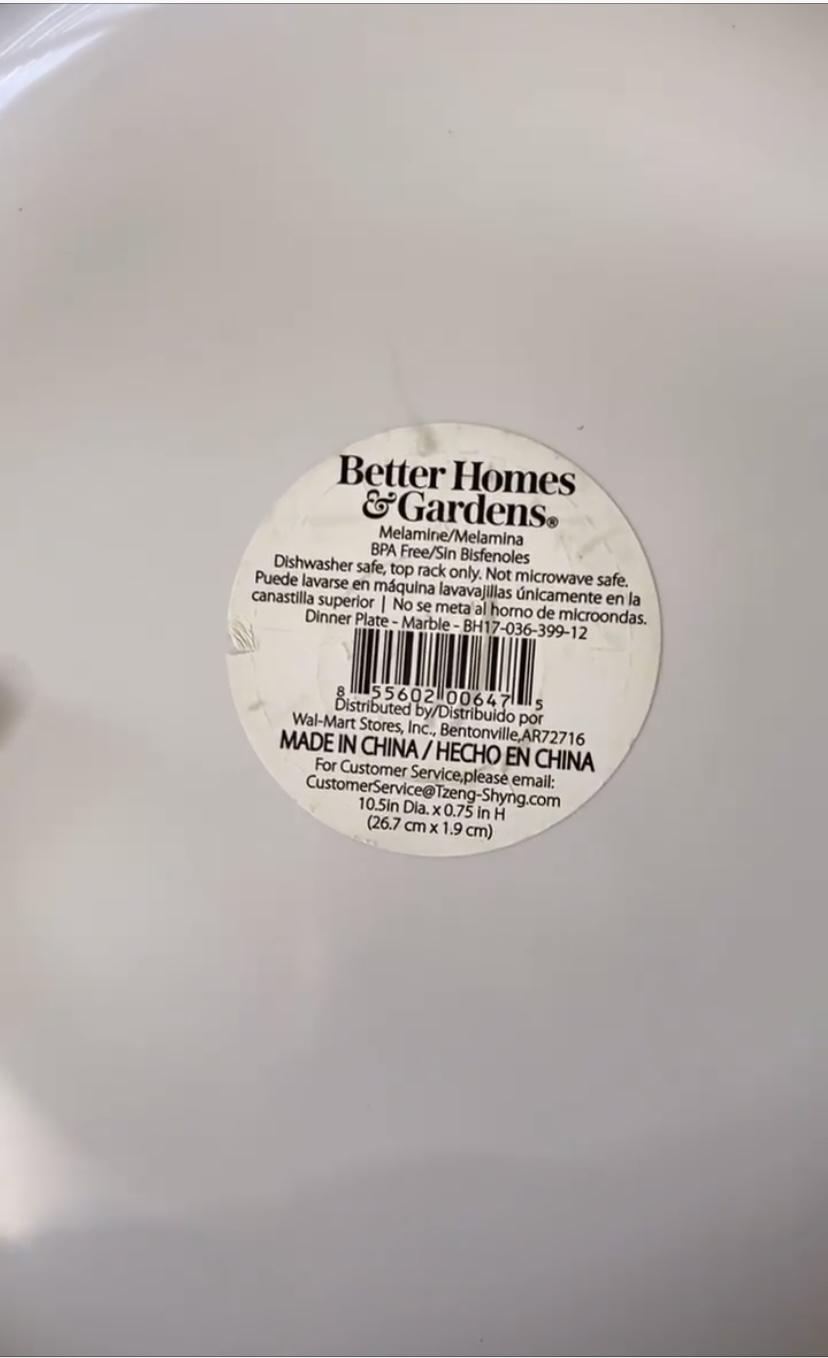 Better Homes
& Gardens®
Melamine/Melamina
BPA Free/Sin Bisfenoles
Dishwasher safe, top rack only. Not microwave safe.
Puede lavarse en máquina lavavajillas únicamente en la
canastilla superior | No se meta al horno de microondas.
Dinner Plate - Marble - BH17-036-399-12
8 55602 00647 5
Distributed by/Distribuido por
Wal-Mart Stores, Inc., Bentonville,AR72716
MADE IN CHINA / HECHO EN CHINA
For Customer Service,please email:
CustomerService@Tzeng-Shyng.com
10.5in Dia. x 0.75 in H
(26.7 cm x 1.9 cm)